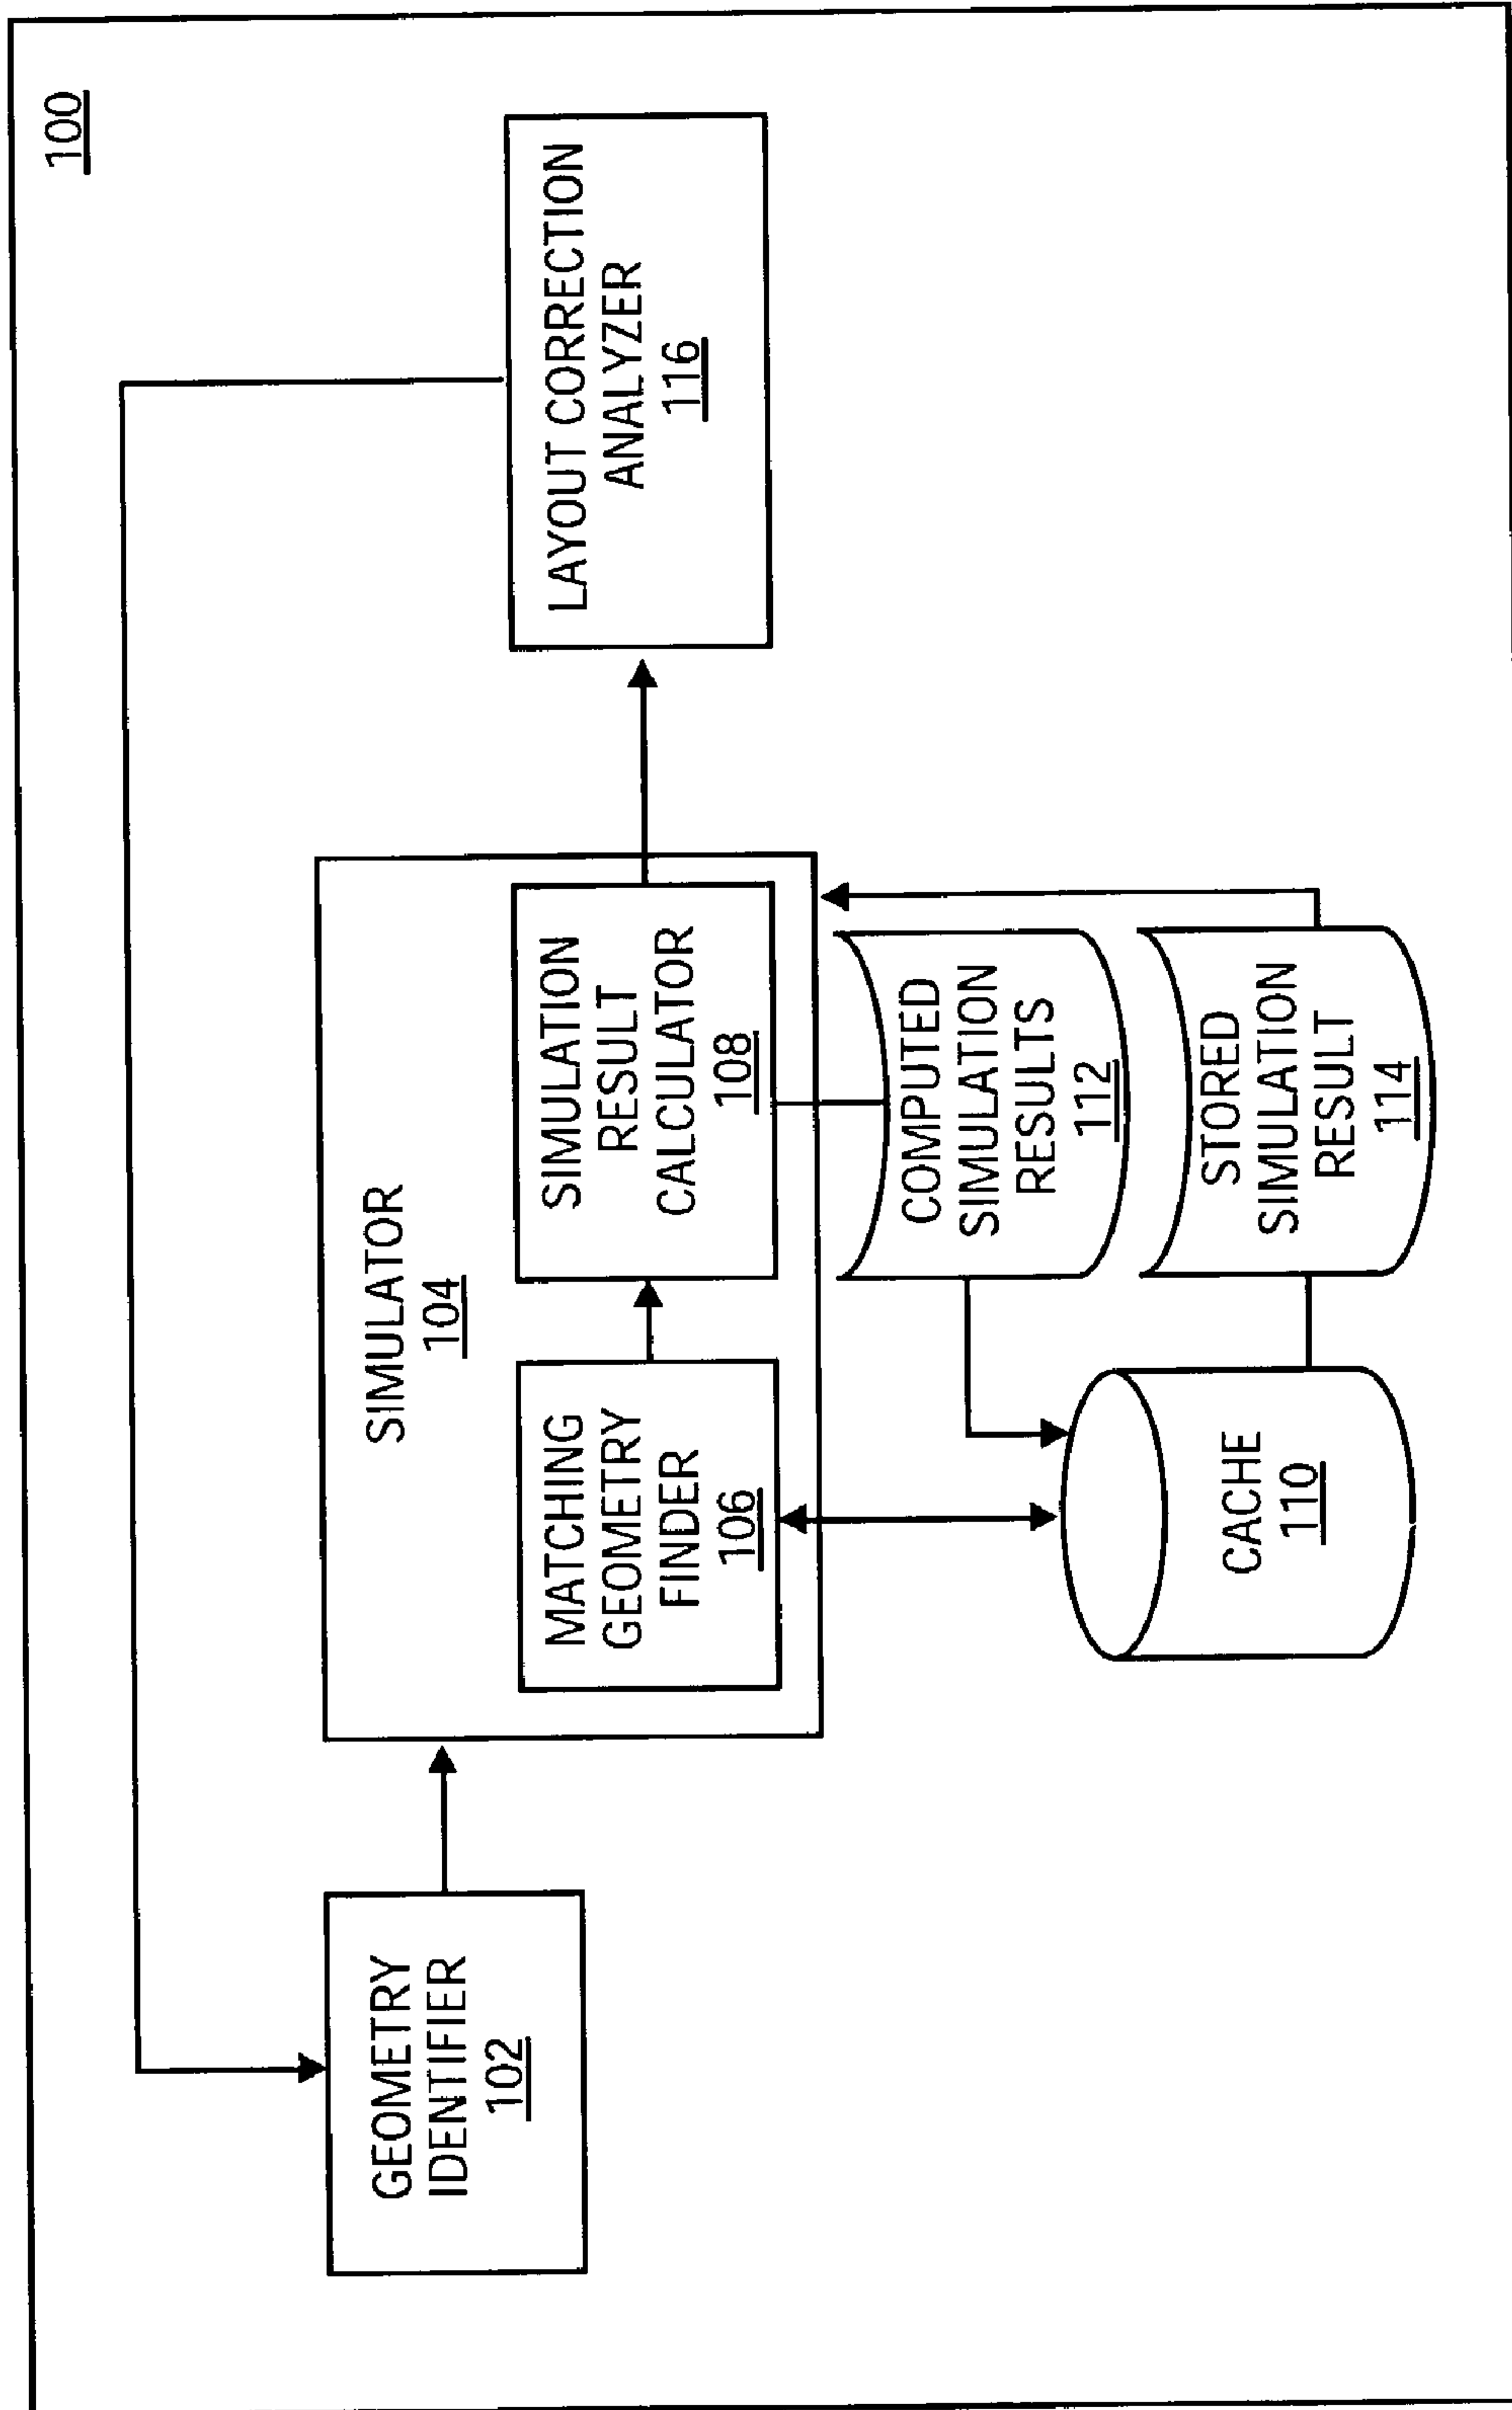 100
GEOMETRY
IDENTIFIER
102
SIMULATOR
104
MATCHING
GEOMETRY
FINDER
106
SIMULATION
RESULT
CALCULATOR
108
LAYOUT CORRECTION
ANALYZER
116
CACHE
110
COMPUTED
SIMULATION
RESULTS
112
STORED
SIMULATION
RESULT
114